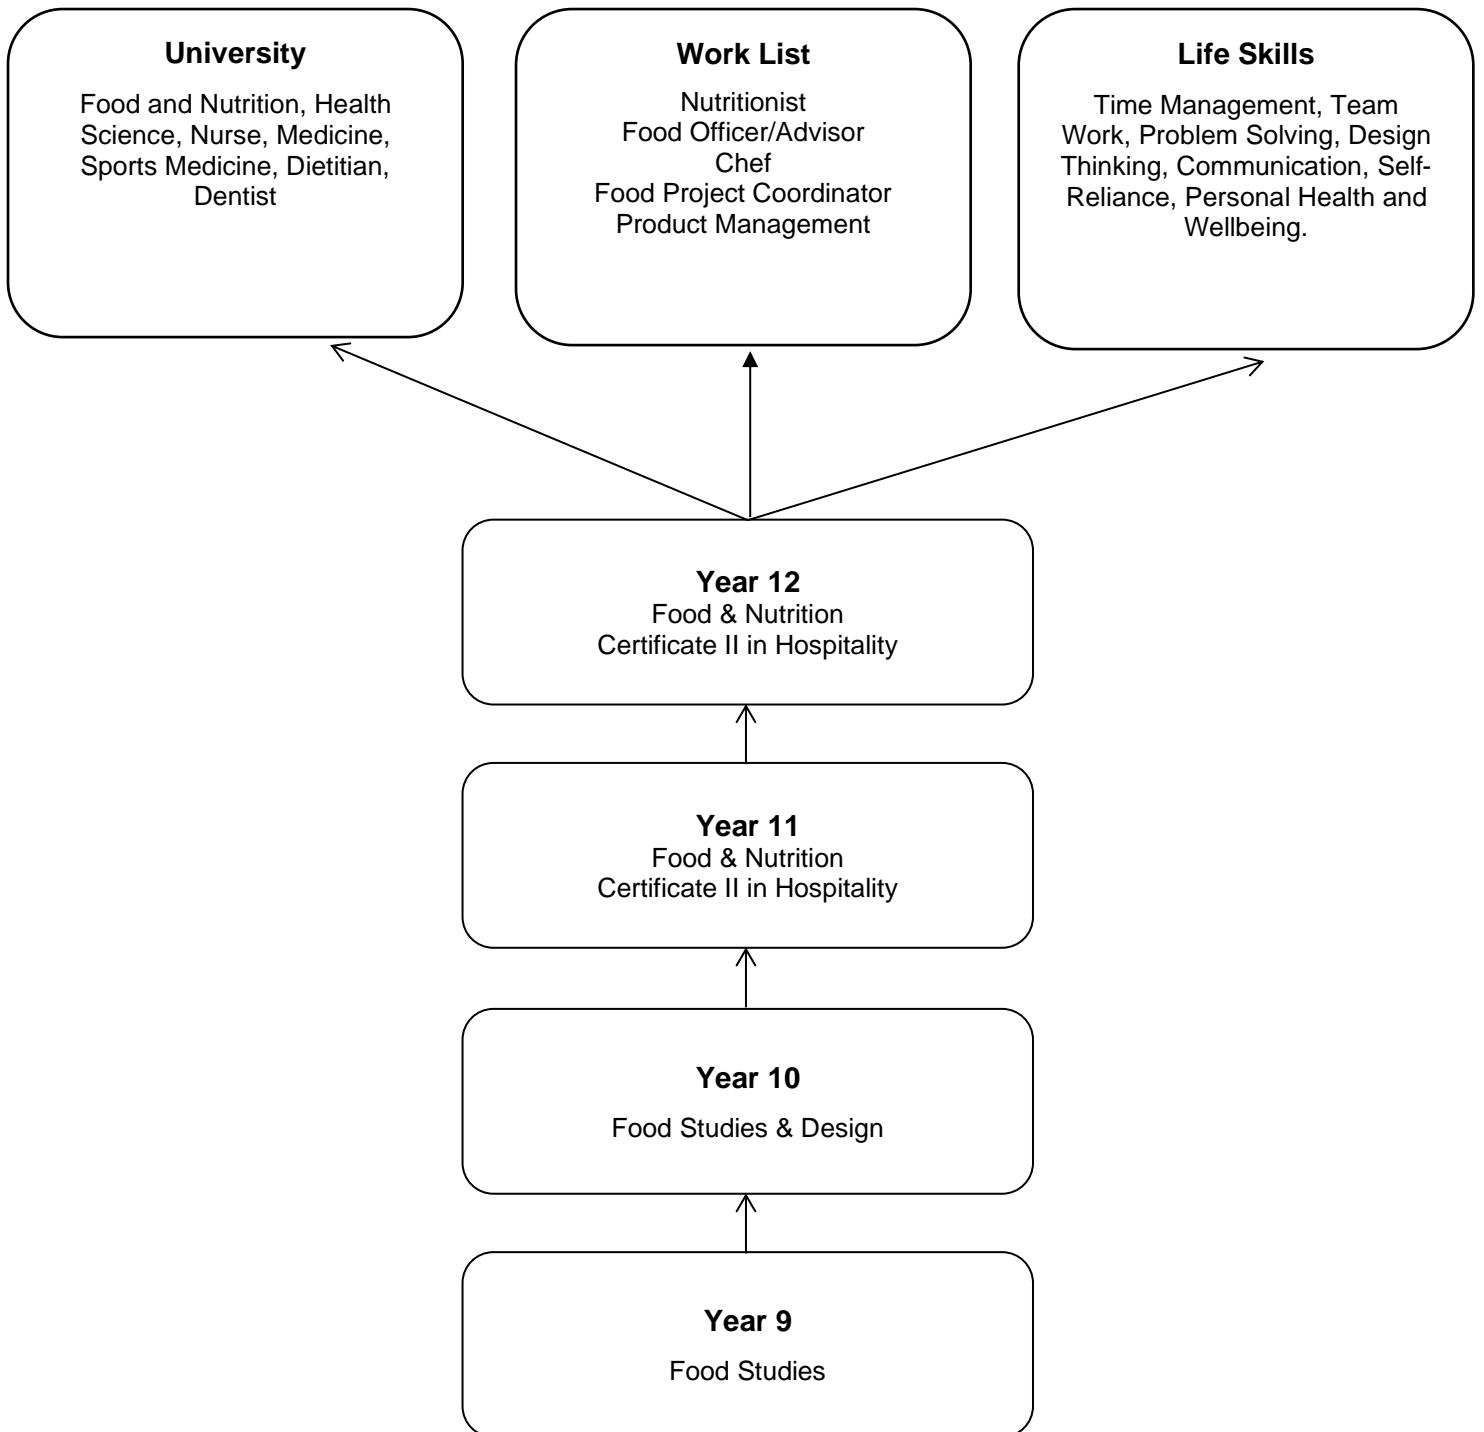 University
Food and Nutrition, Health
Science, Nurse, Medicine,
Sports Medicine, Dietitian,
Dentist
Work List
Nutritionist
Food Officer/Advisor
Chef
Food Project Coordinator
Product Management
Life Skills
Time Management, Team
Work, Problem Solving, Design
Thinking, Communication, Self-
Reliance, Personal Health and
Wellbeing.
Year 12
Food & Nutrition
Certificate II in Hospitality
Year 11
Food & Nutrition
Certificate II in Hospitality
Year 10
Food Studies & Design
Year 9
Food Studies